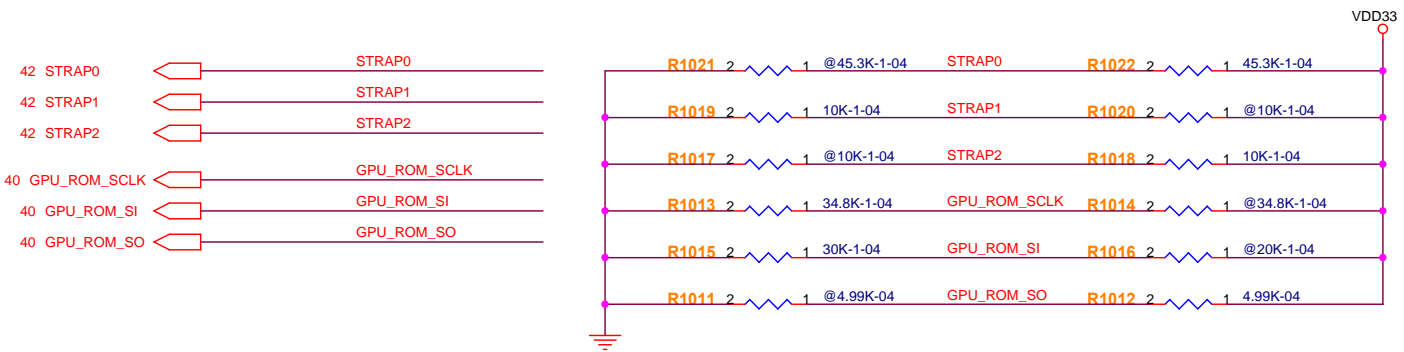 VDD33
42 STRAP0 STRAP0 R1021 2 1 @45.3K-1-04 STRAP0 R1022 2 1 45.3K-1-04
42 STRAP1 STRAP1 R1019 2 1 10K-1-04 STRAP1 R1020 2 1 @10K-1-04
42 STRAP2 STRAP2 R1017 2 1 @10K-1-04 STRAP2 R1018 2 1 10K-1-04
40 GPU_ROM_SCLK GPU_ROM_SCLK R1013 2 1 34.8K-1-04 GPU_ROM_SCLK R1014 2 1 @34.8K-1-04
40 GPU_ROM_SI GPU_ROM_SI R1015 2 1 30K-1-04 GPU_ROM_SI R1016 2 1 @20K-1-04
40 GPU_ROM_SO GPU_ROM_SO R1011 2 1 @4.99K-04 GPU_ROM_SO R1012 2 1 4.99K-04